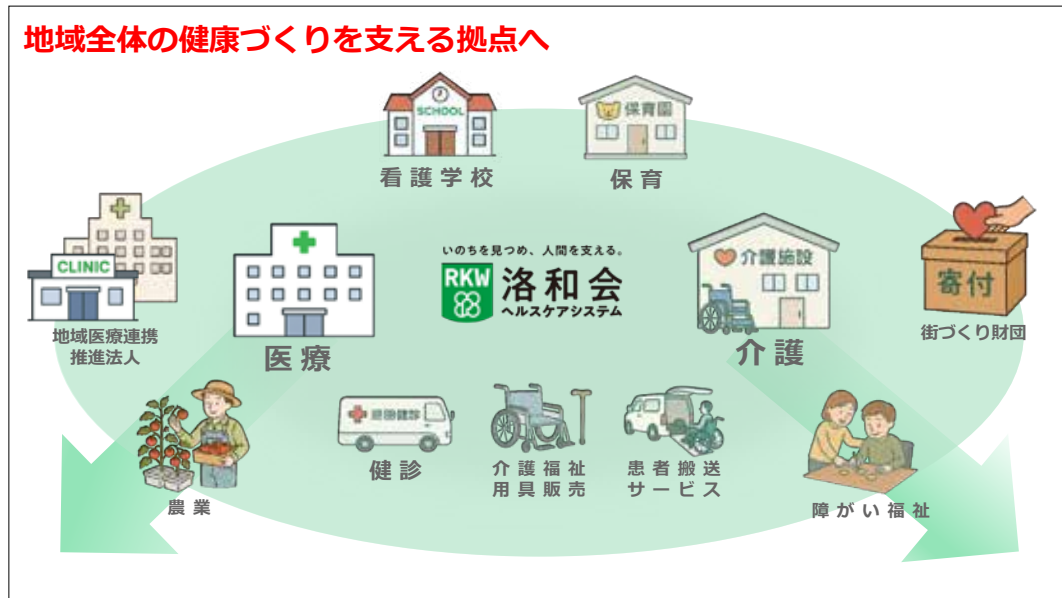 地域全体の健康づくりを支える拠点へ
SCHOOL
保育園
看護学校
保育
CLINIC
地域医療連携
推進法人
医療
いのちを見つめ、人間を支える。
RKW
洛和会
ヘルスケアシステム
介護施設
介護
寄付
街づくり財団
農業
健診
健診
介護福祉
用具販売
患者搬送
サービス
障がい福祉